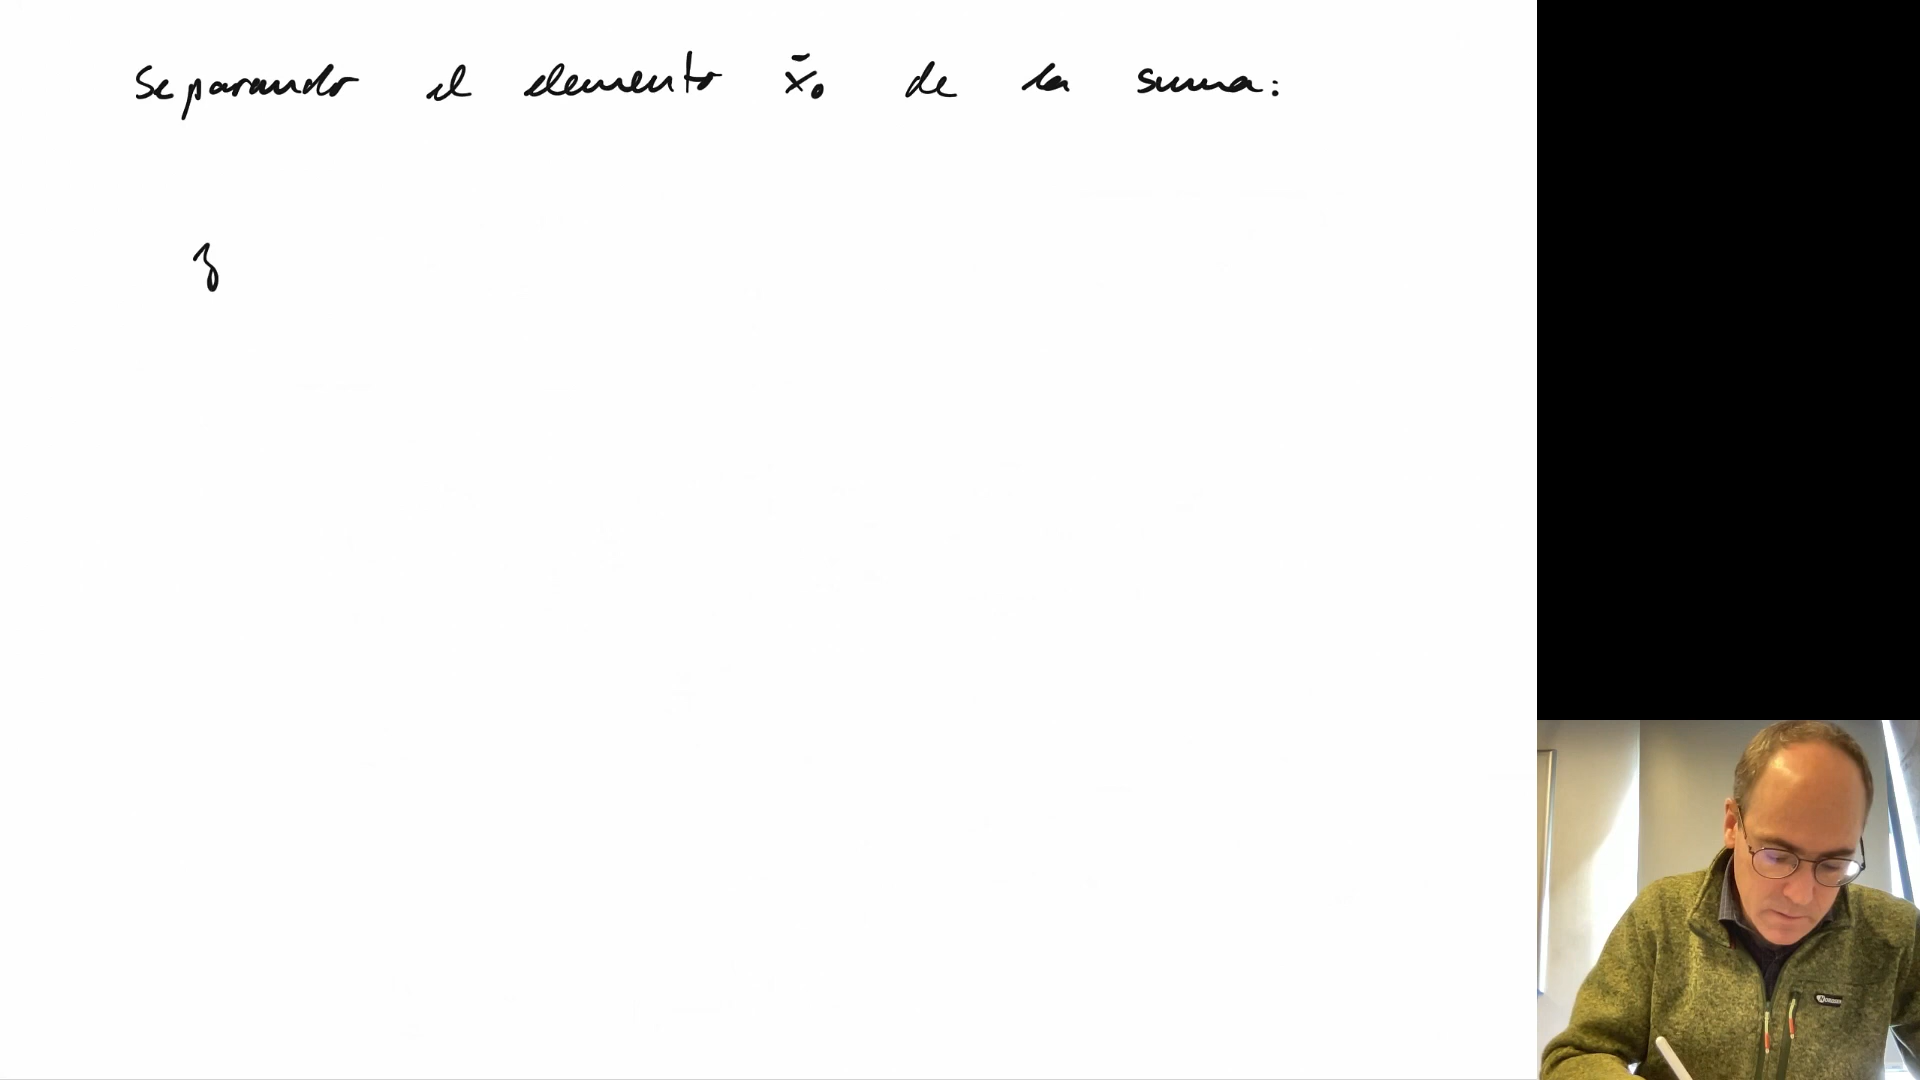 Separando el elemento x̄₀ de la suma:
γ